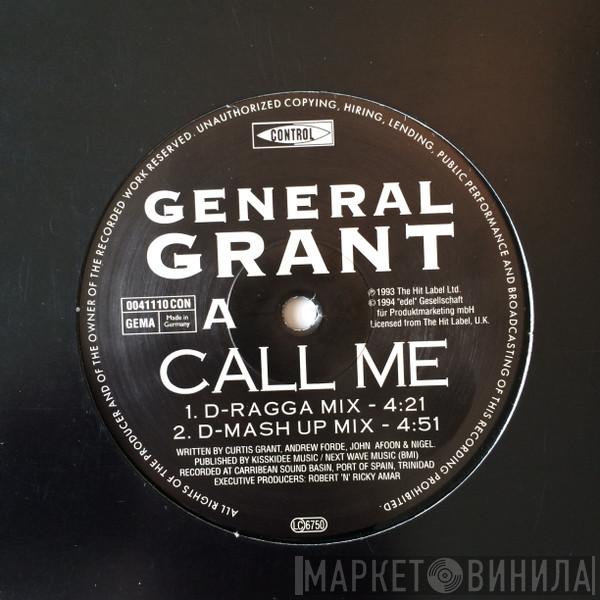 ALL RIGHTS OF THE PRODUCER AND OF THE OWNER OF THE RECORDED WORK RESERVED. UNAUTHORIZED COPYING, HIRING, LENDING, PUBLIC PERFORMANCE AND BROADCASTING OF THIS RECORDING PROHIBITED.
CONTROL
GENERAL
GRANT
0041110 CON
GEMA
Made in
Germany
A
℗ 1993 The Hit Label Ltd.
© 1994 "edel" Gesellschaft
für Produktmarketing mbH
Licensed from The Hit Label, U.K.
CALL ME
1. D-RAGGA MIX - 4:21
2. D-MASH UP MIX - 4:51
WRITTEN BY CURTIS GRANT, ANDREW FORDE, JOHN AFOON & NIGEL.
PUBLISHED BY KISSKIDEE MUSIC / NEXT WAVE MUSIC (BMI)
RECORDED AT CARRIBEAN SOUND BASIN, PORT OF SPAIN, TRINIDAD
EXECUTIVE PRODUCERS: ROBERT 'N' RICKY AMAR
LC 6750
МАРКЕТ ВИНИЛА